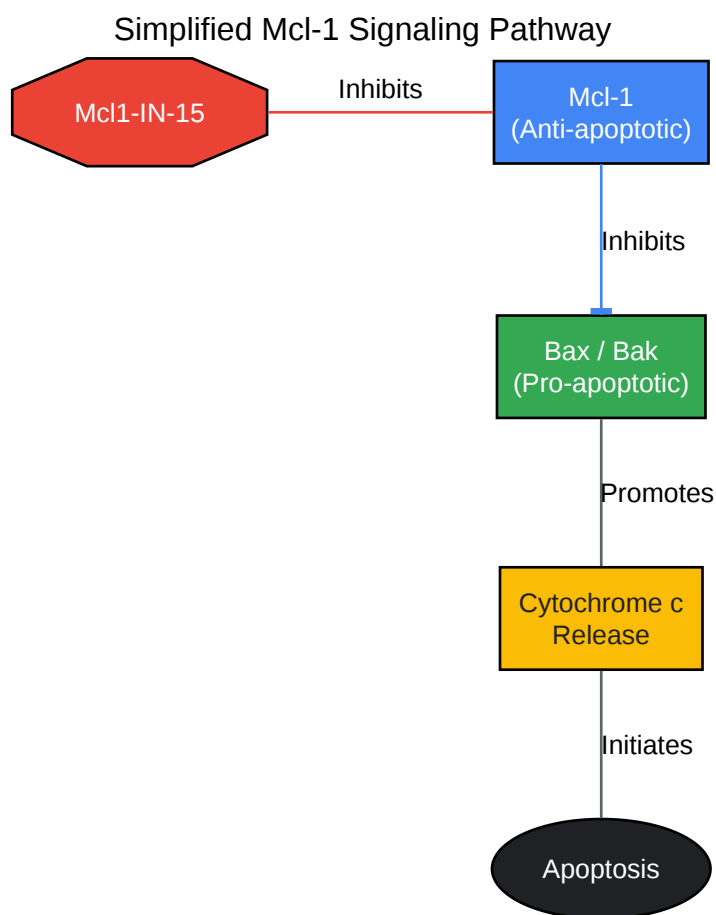 Simplified Mcl-1 Signaling Pathway
Mcl1-IN-15
Inhibits
Mcl-1
(Anti-apoptotic)
Inhibits
Bax / Bak
(Pro-apoptotic)
Promotes
Cytochrome c
Release
Initiates
Apoptosis